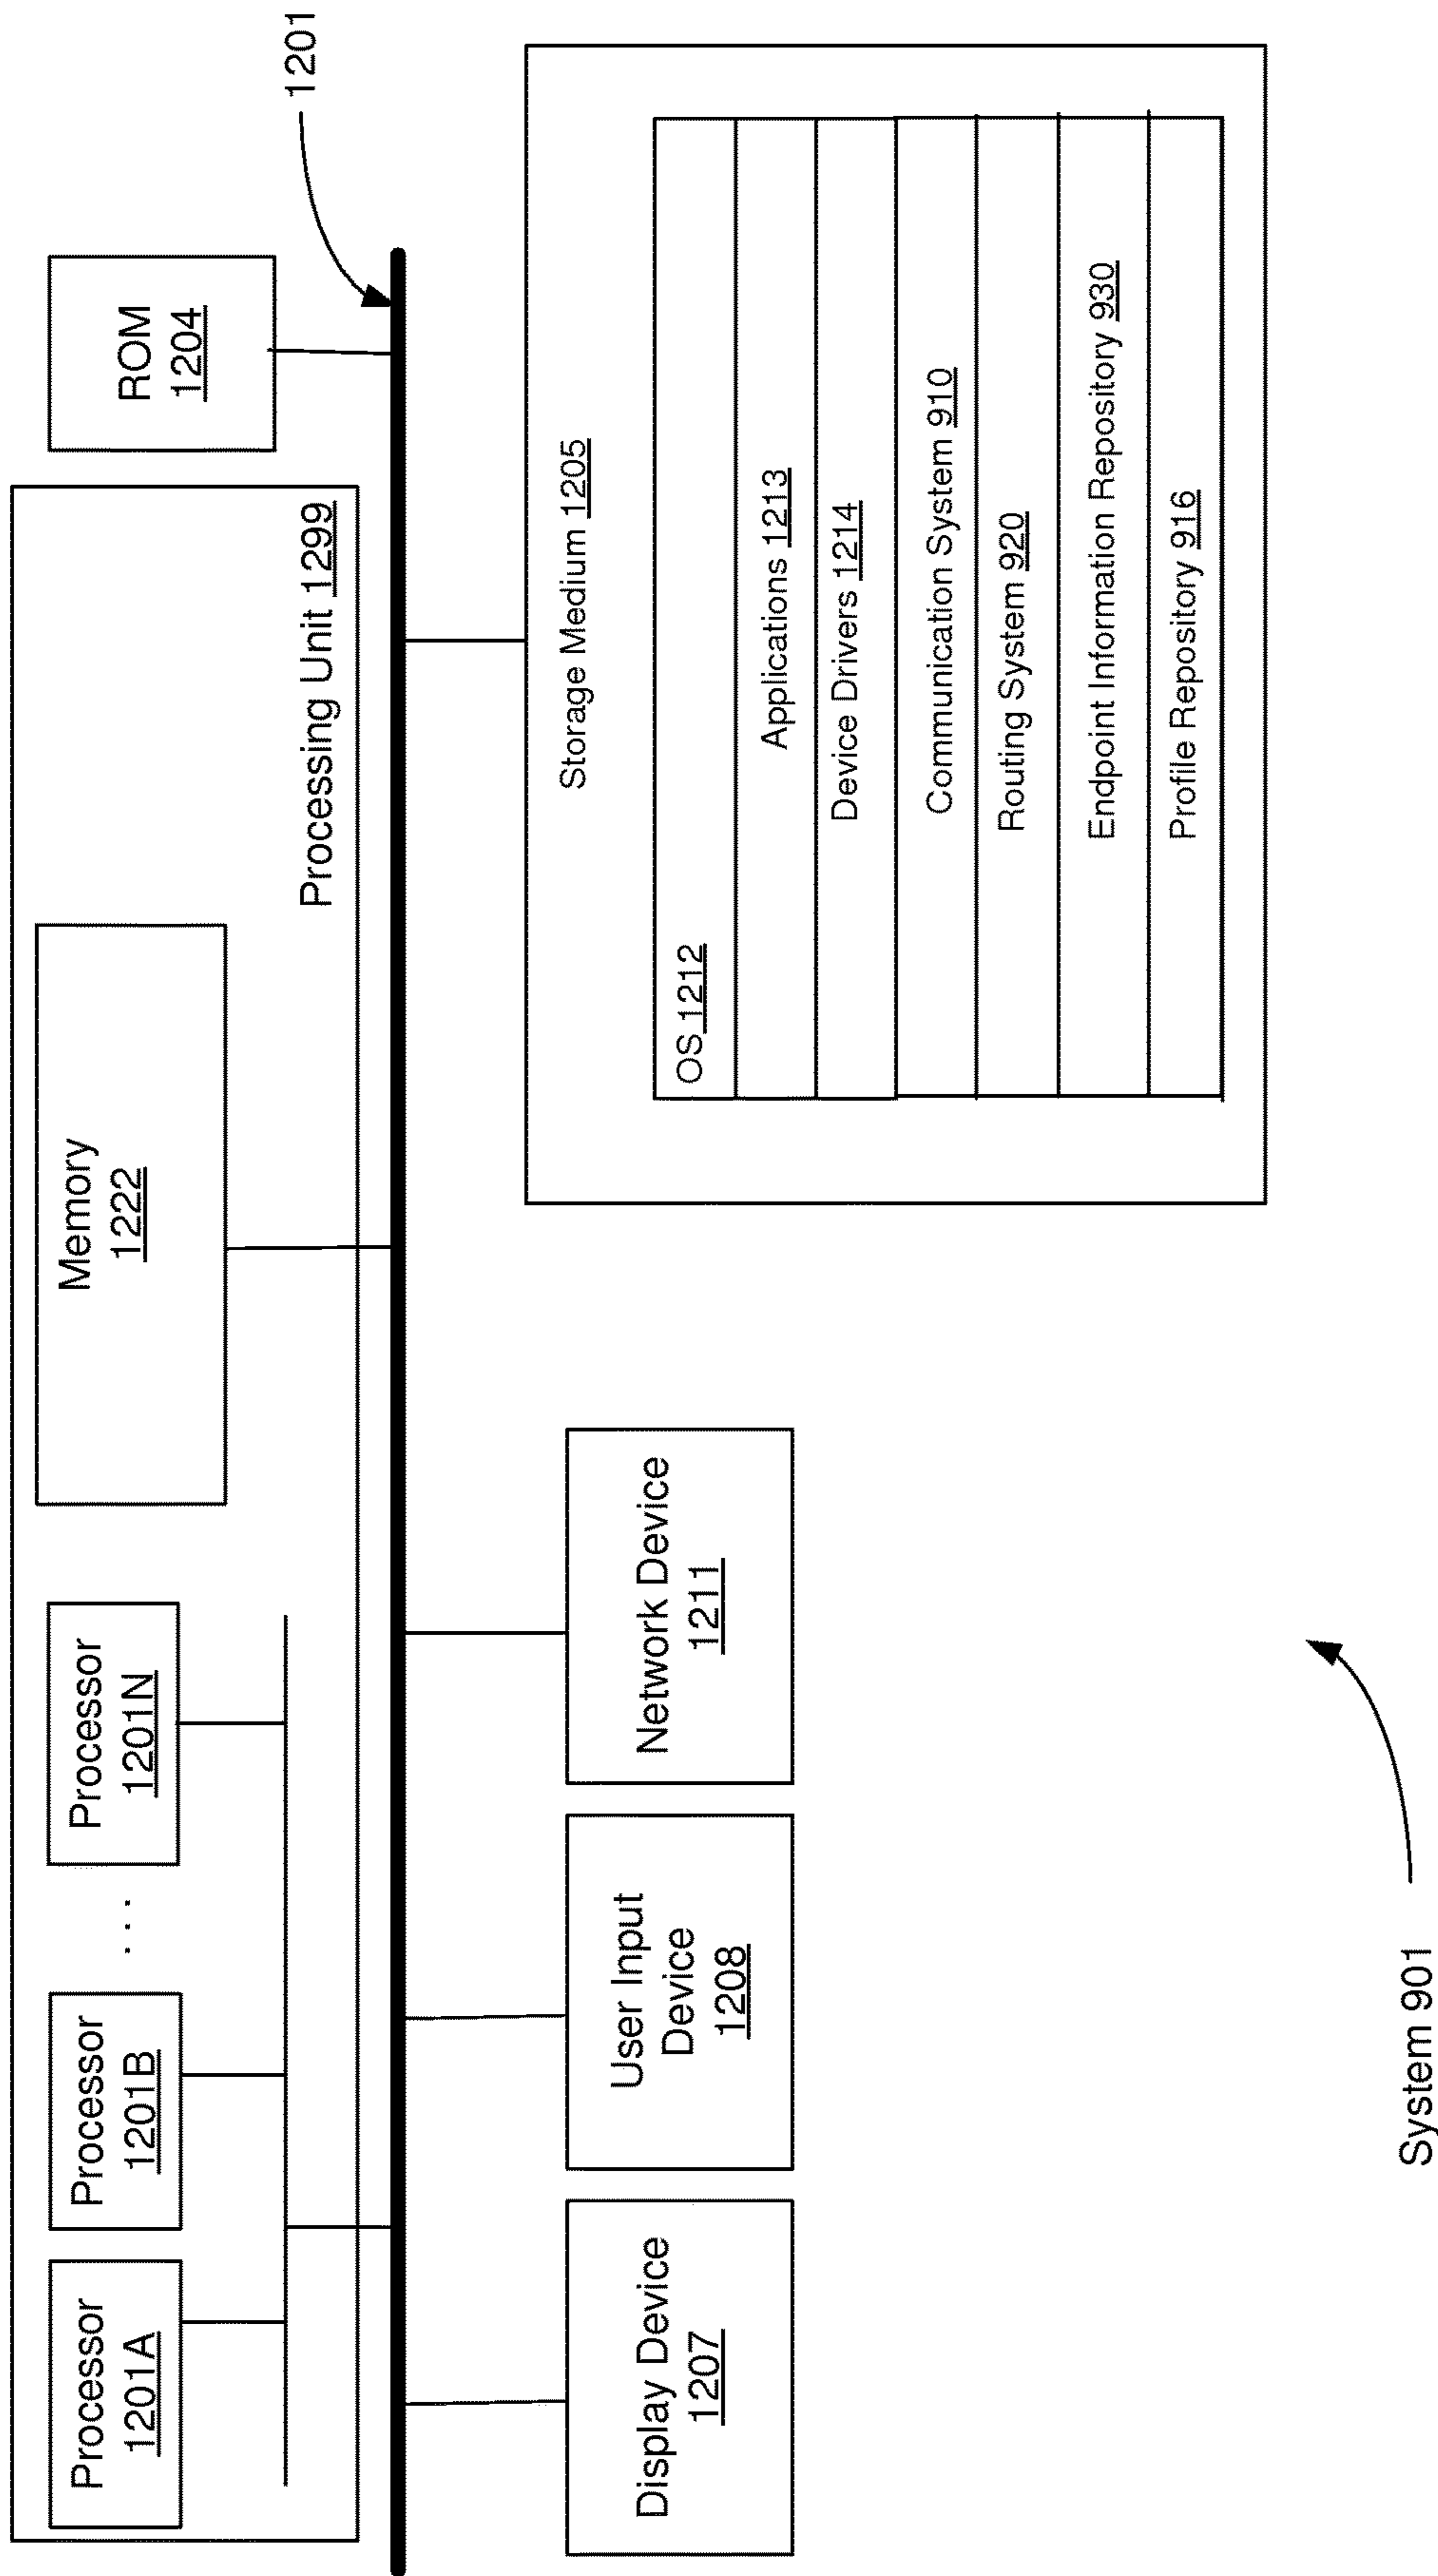 Processor
1201A
Processor
1201B
...
Processor
1201N
Memory
1222
Processing Unit 1299
ROM
1204
1201
Display Device
1207
User Input
Device
1208
Network Device
1211
Storage Medium 1205
OS 1212
Applications 1213
Device Drivers 1214
Communication System 910
Routing System 920
Endpoint Information Repository 930
Profile Repository 916
System 901